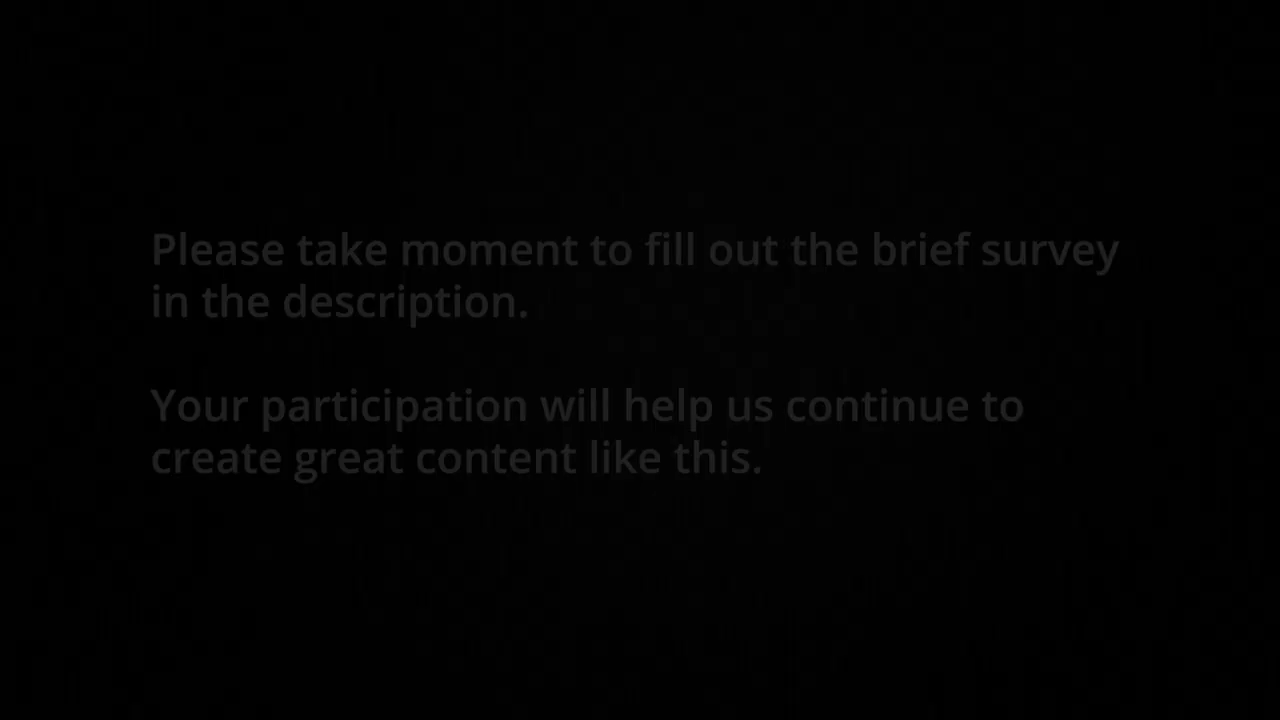 Please take moment to fill out the brief survey
in the description.
Your participation will help us continue to
create great content like this.